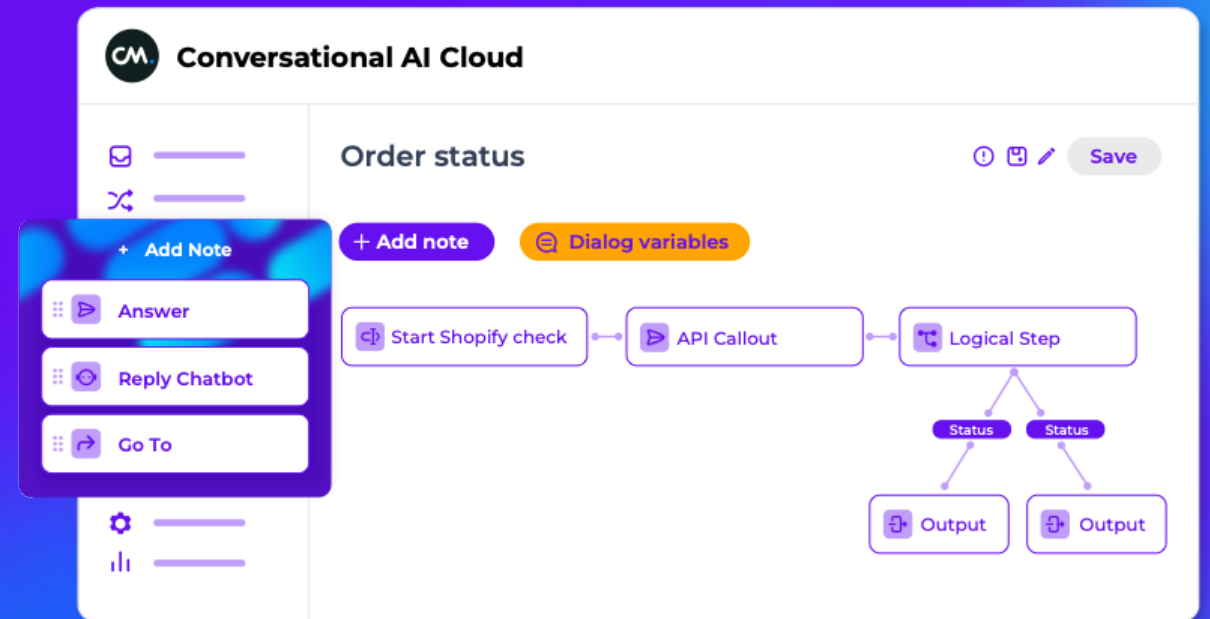 CM.
Conversational AI Cloud
Order status
Save
+ Add note
Dialog variables
+ Add Note
Answer
Reply Chatbot
Go To
Start Shopify check
API Callout
Logical Step
Status
Status
Output
Output